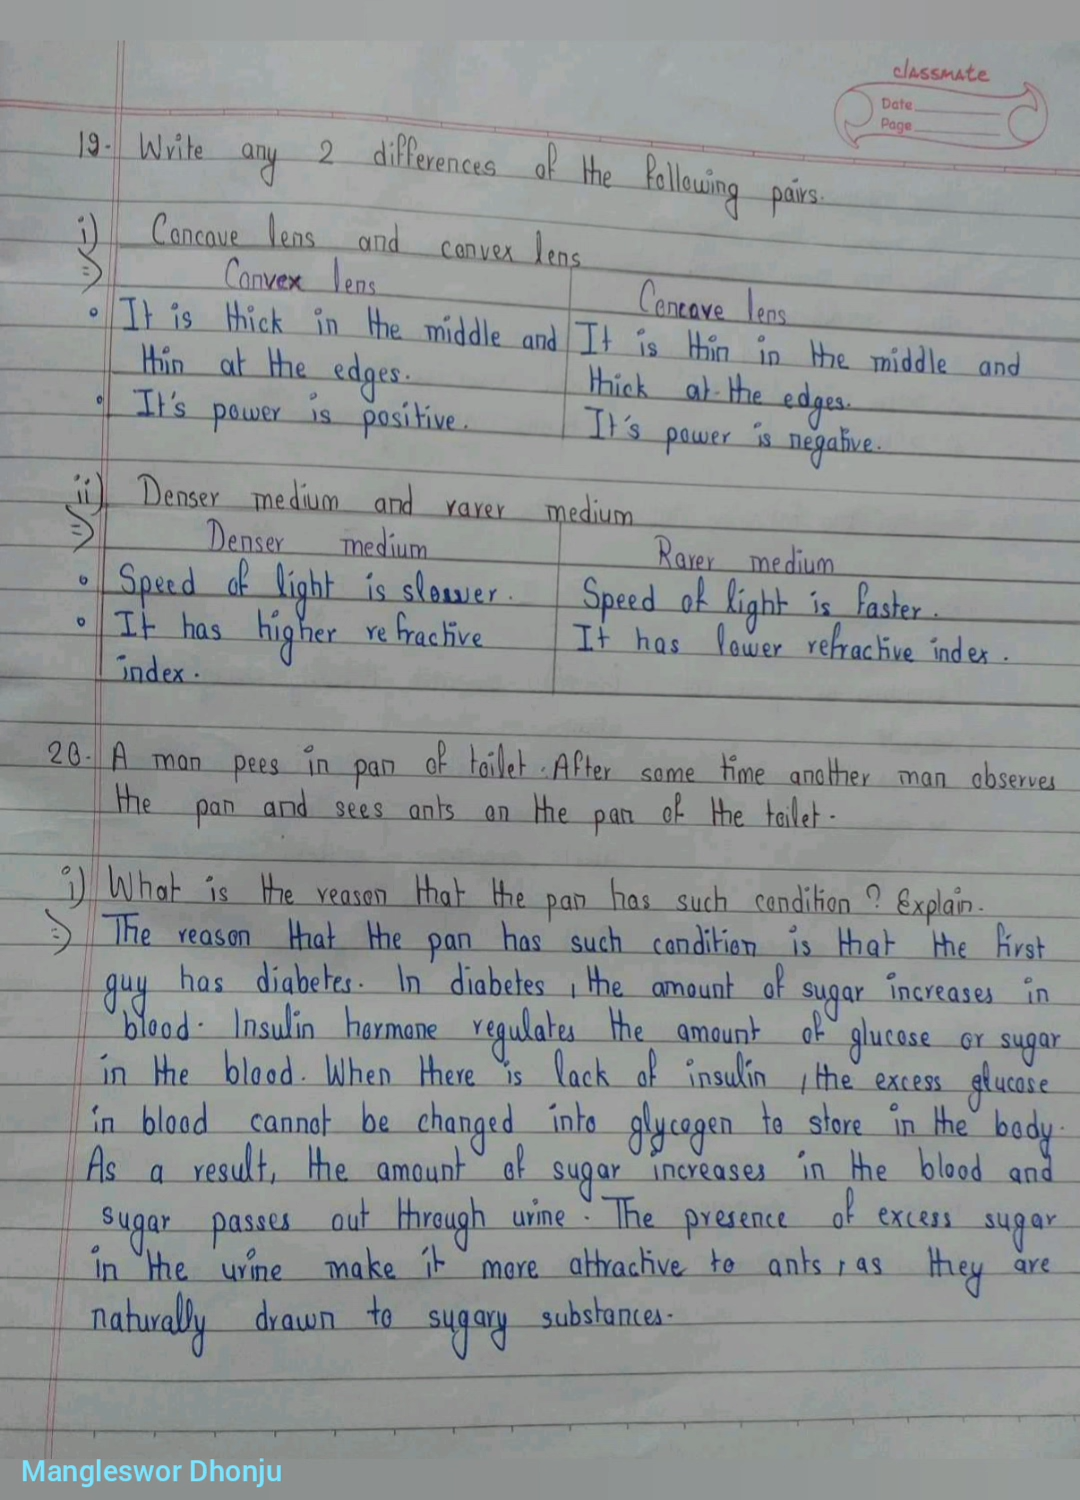 classmate
Date
Page
19. Write any 2 differences of the following pairs.
i) Concave lens and convex lens
=> Convex lens
Concave lens
• It is thick in the middle and thin at the edges.
It is thin in the middle and thick at the edges.
• It's power is positive.
It's power is negative.
ii) Denser medium and rarer medium
=> Denser medium
Rarer medium
• Speed of light is slower.
Speed of light is faster.
• It has higher refractive index.
It has lower refractive index.
20. A man pees in pan of toilet. After some time another man observes
the pan and sees ants on the pan of the toilet.
i) What is the reason that the pan has such condition? Explain.
=> The reason that the pan has such condition is that the first
guy has diabetes. In diabetes, the amount of sugar increases in
blood. Insulin hormone regulates the amount of glucose or sugar
in the blood. When there is lack of insulin, the excess glucose
in blood cannot be changed into glycogen to store in the body.
As a result, the amount of sugar increases in the blood and
sugar passes out through urine. The presence of excess sugar
in the urine make it more attractive to ants, as they are
naturally drawn to sugary substances.
Mangleswor Dhonju